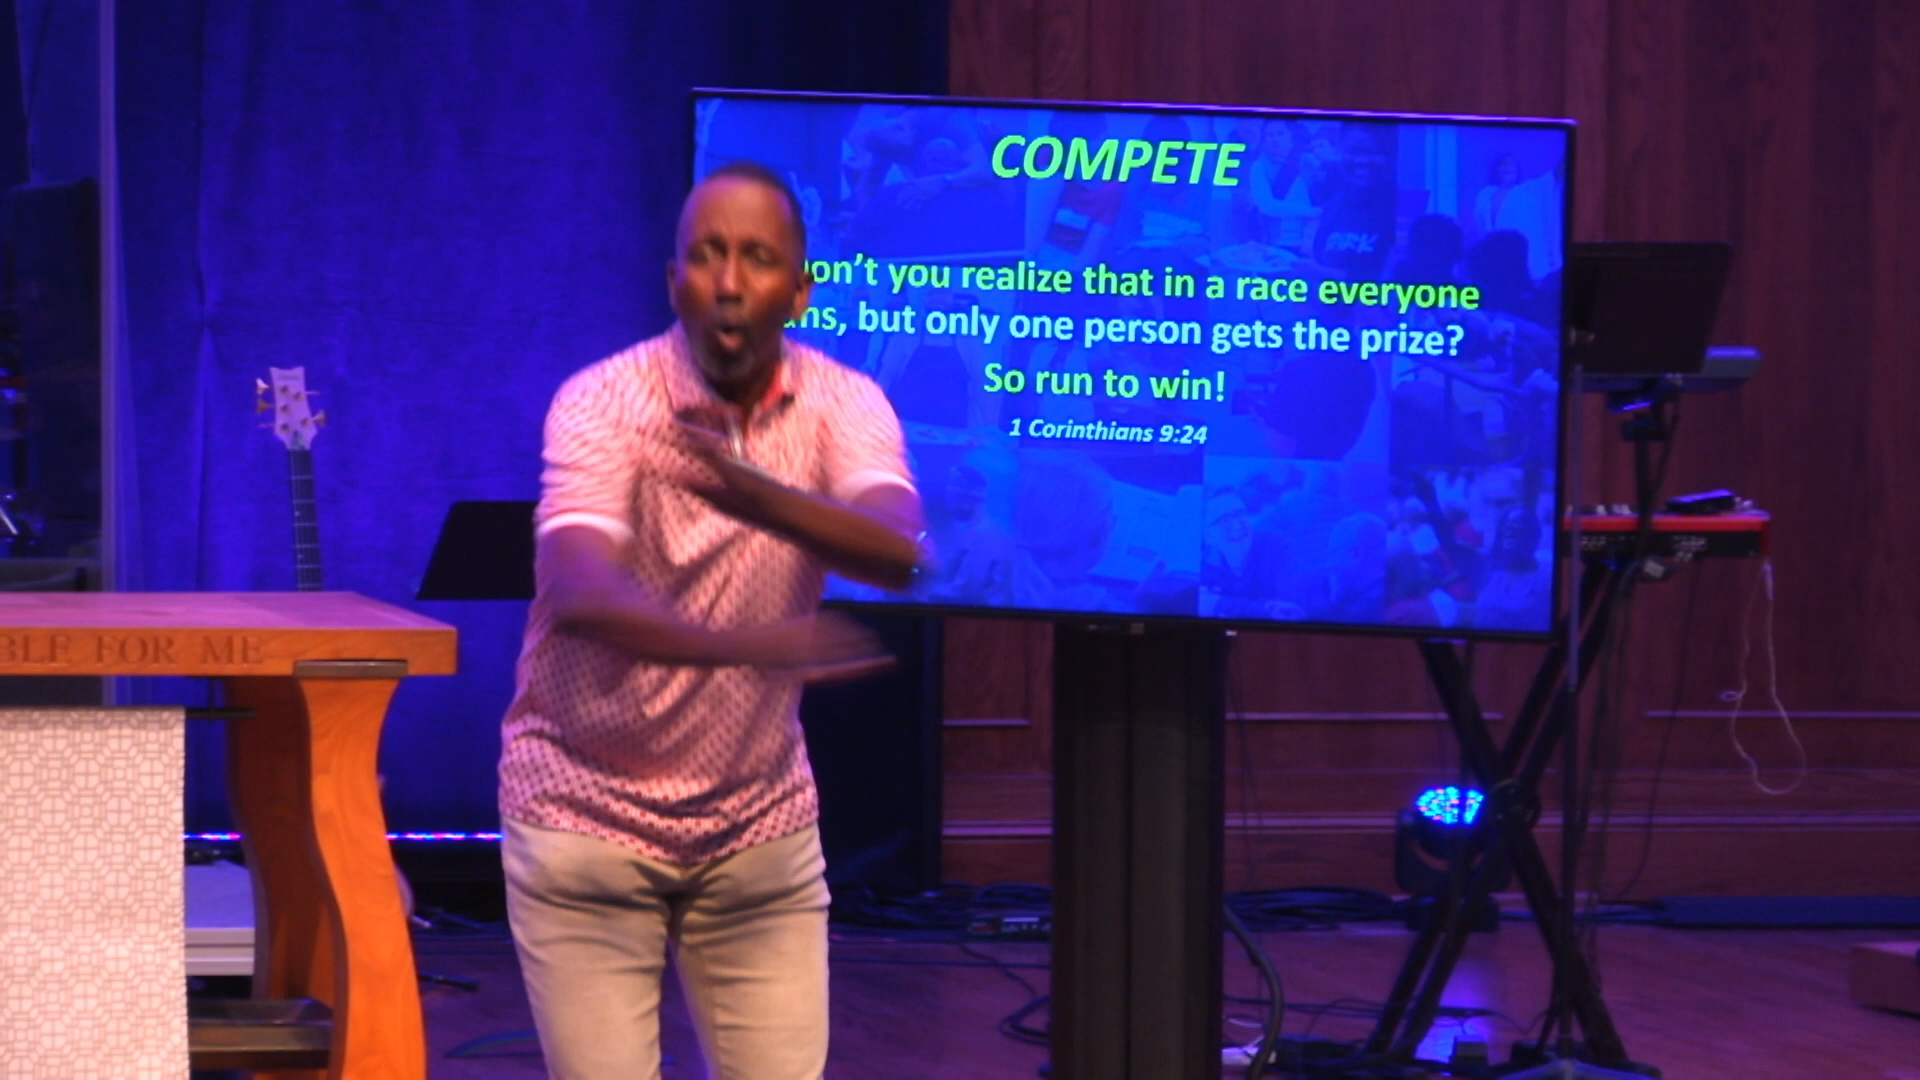 COMPETE
on't you realize that in a race everyone
ns, but only one person gets the prize?
So run to win!
1 Corinthians 9:24
BLE FOR ME